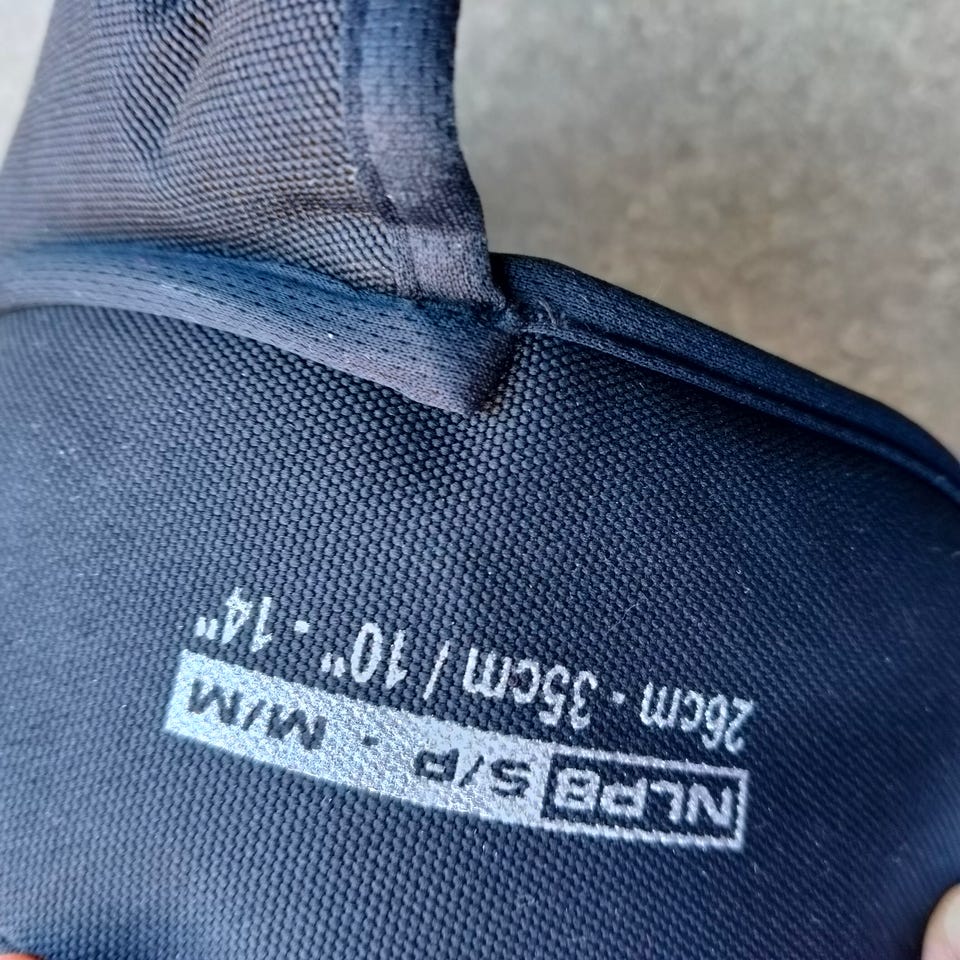 NLPB S/P - M/M
26cm - 35cm / 10" - 14"